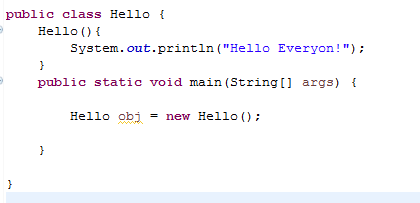 public class Hello {
Hello(){
System.out.println("Hello Everyon!");
}
public static void main(String[] args) {
Hello obj = new Hello();
}
}